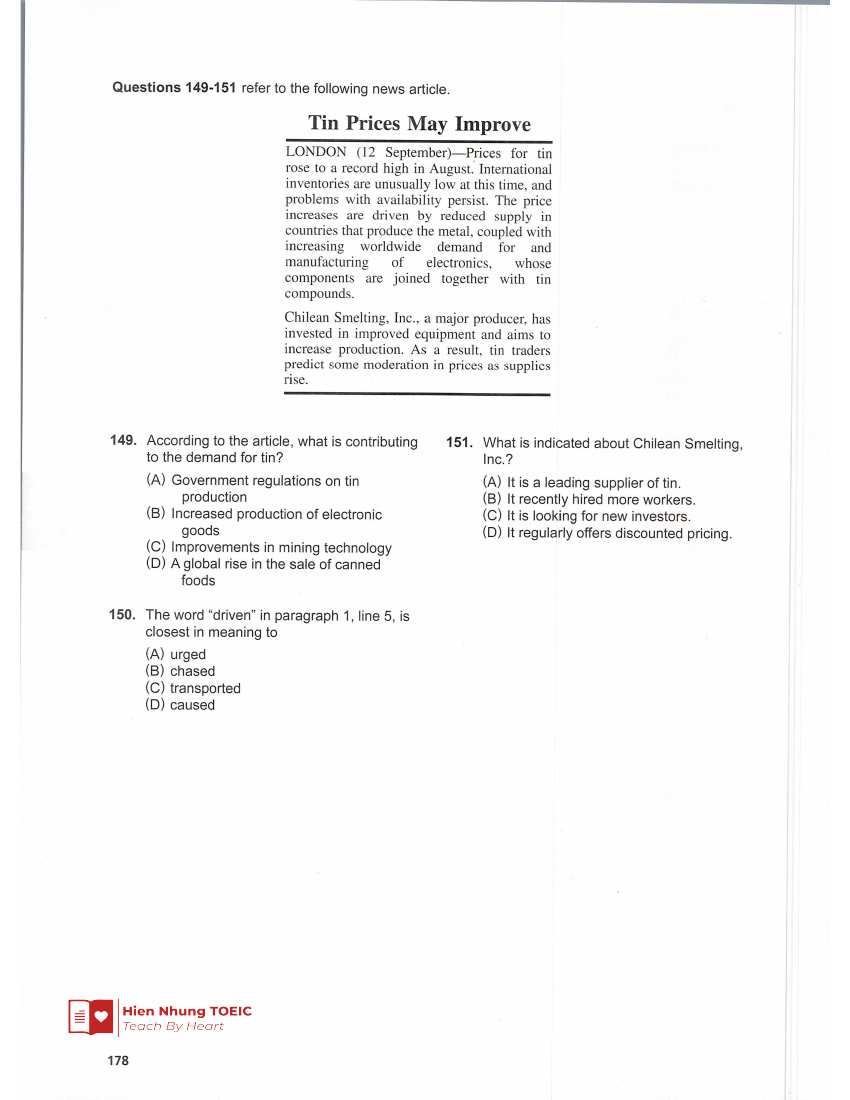 Questions 149-151 refer to the following news article.
Tin Prices May Improve
LONDON (12 September)—Prices for tin
rose to a record high in August. International
inventories are unusually low at this time, and
problems with availability persist. The price
increases are driven by reduced supply in
countries that produce the metal, coupled with
increasing worldwide demand for and
manufacturing of electronics, whose
components are joined together with tin
compounds.
Chilean Smelting, Inc., a major producer, has
invested in improved equipment and aims to
increase production. As a result, tin traders
predict some moderation in prices as supplies
rise.
149. According to the article, what is contributing
to the demand for tin?
(A) Government regulations on tin
production
(B) Increased production of electronic
goods
(C) Improvements in mining technology
(D) A global rise in the sale of canned
foods
150. The word “driven” in paragraph 1, line 5, is
closest in meaning to
(A) urged
(B) chased
(C) transported
(D) caused
151. What is indicated about Chilean Smelting,
Inc.?
(A) It is a leading supplier of tin.
(B) It recently hired more workers.
(C) It is looking for new investors.
(D) It regularly offers discounted pricing.
Hien Nhung TOEIC
Teach By Heart
178